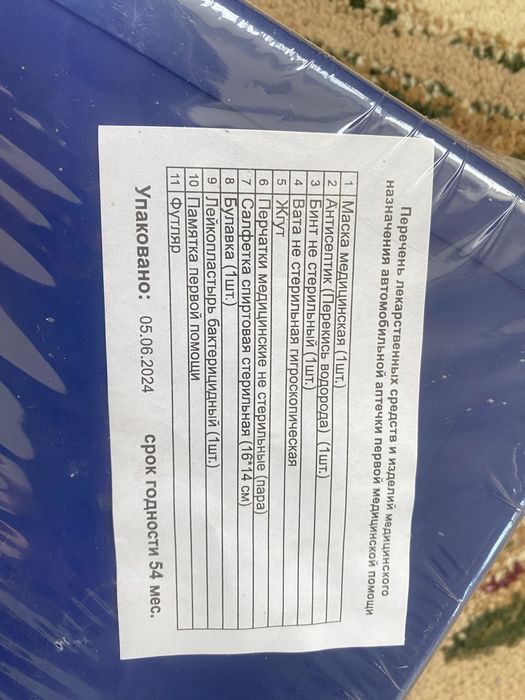 Перечень лекарственных средств и изделий медицинского
назначения автомобильной аптечки первой медицинской помощи
1 Маска медицинская (1шт.)
2 Антисептик (Перекись водорода) (1шт.)
3 Бинт не стерильный (1шт.)
4 Вата не стерильная гигроскопическая
5 Жгут
6 Перчатки медицинские не стерильные (пара)
7 Салфетка спиртовая стерильная (16*14 см)
8 Булавка (1шт.)
9 Лейкопластырь бактерицидный (1шт.)
10 Памятка первой помощи
11 Футляр
Упаковано: 05.06.2024 срок годности 54 мес.